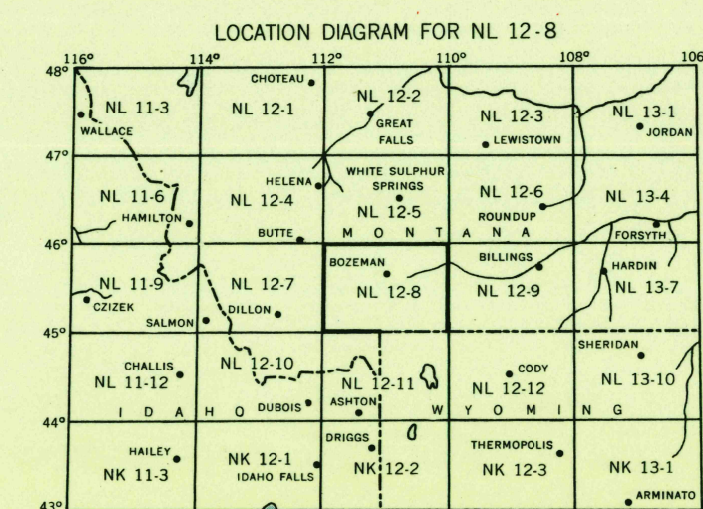 LOCATION DIAGRAM FOR NL 12-8
116° 114° 112° 110° 108° 106
48°
CHOTEAU
NL 11-3 NL 12-1 NL 12-2 NL 12-3 NL 13-1
WALLACE GREAT FALLS LEWISTOWN JORDAN
47°
HELENA WHITE SULPHUR SPRINGS
NL 11-6 NL 12-4 NL 12-5 NL 12-6 NL 13-4
HAMILTON ROUNDUP
BUTTE MONTANA FORSYTH
46°
BOZEMAN BILLINGS HARDIN
NL 11-9 NL 12-7 NL 12-8 NL 12-9 NL 13-7
CZIZEK DILLON
SALMON
45°
SHERIDAN
CHALLIS NL 12-10 CODY
NL 11-12 NL 12-11 NL 12-12 NL 13-10
DUBOIS ASHTON
IDAHO WYOMING
44°
DRIGGS
HAILEY THERMOPOLIS
NK 11-3 NK 12-1 NK 12-2 NK 12-3 NK 13-1
IDAHO FALLS
ARMINATO
43°